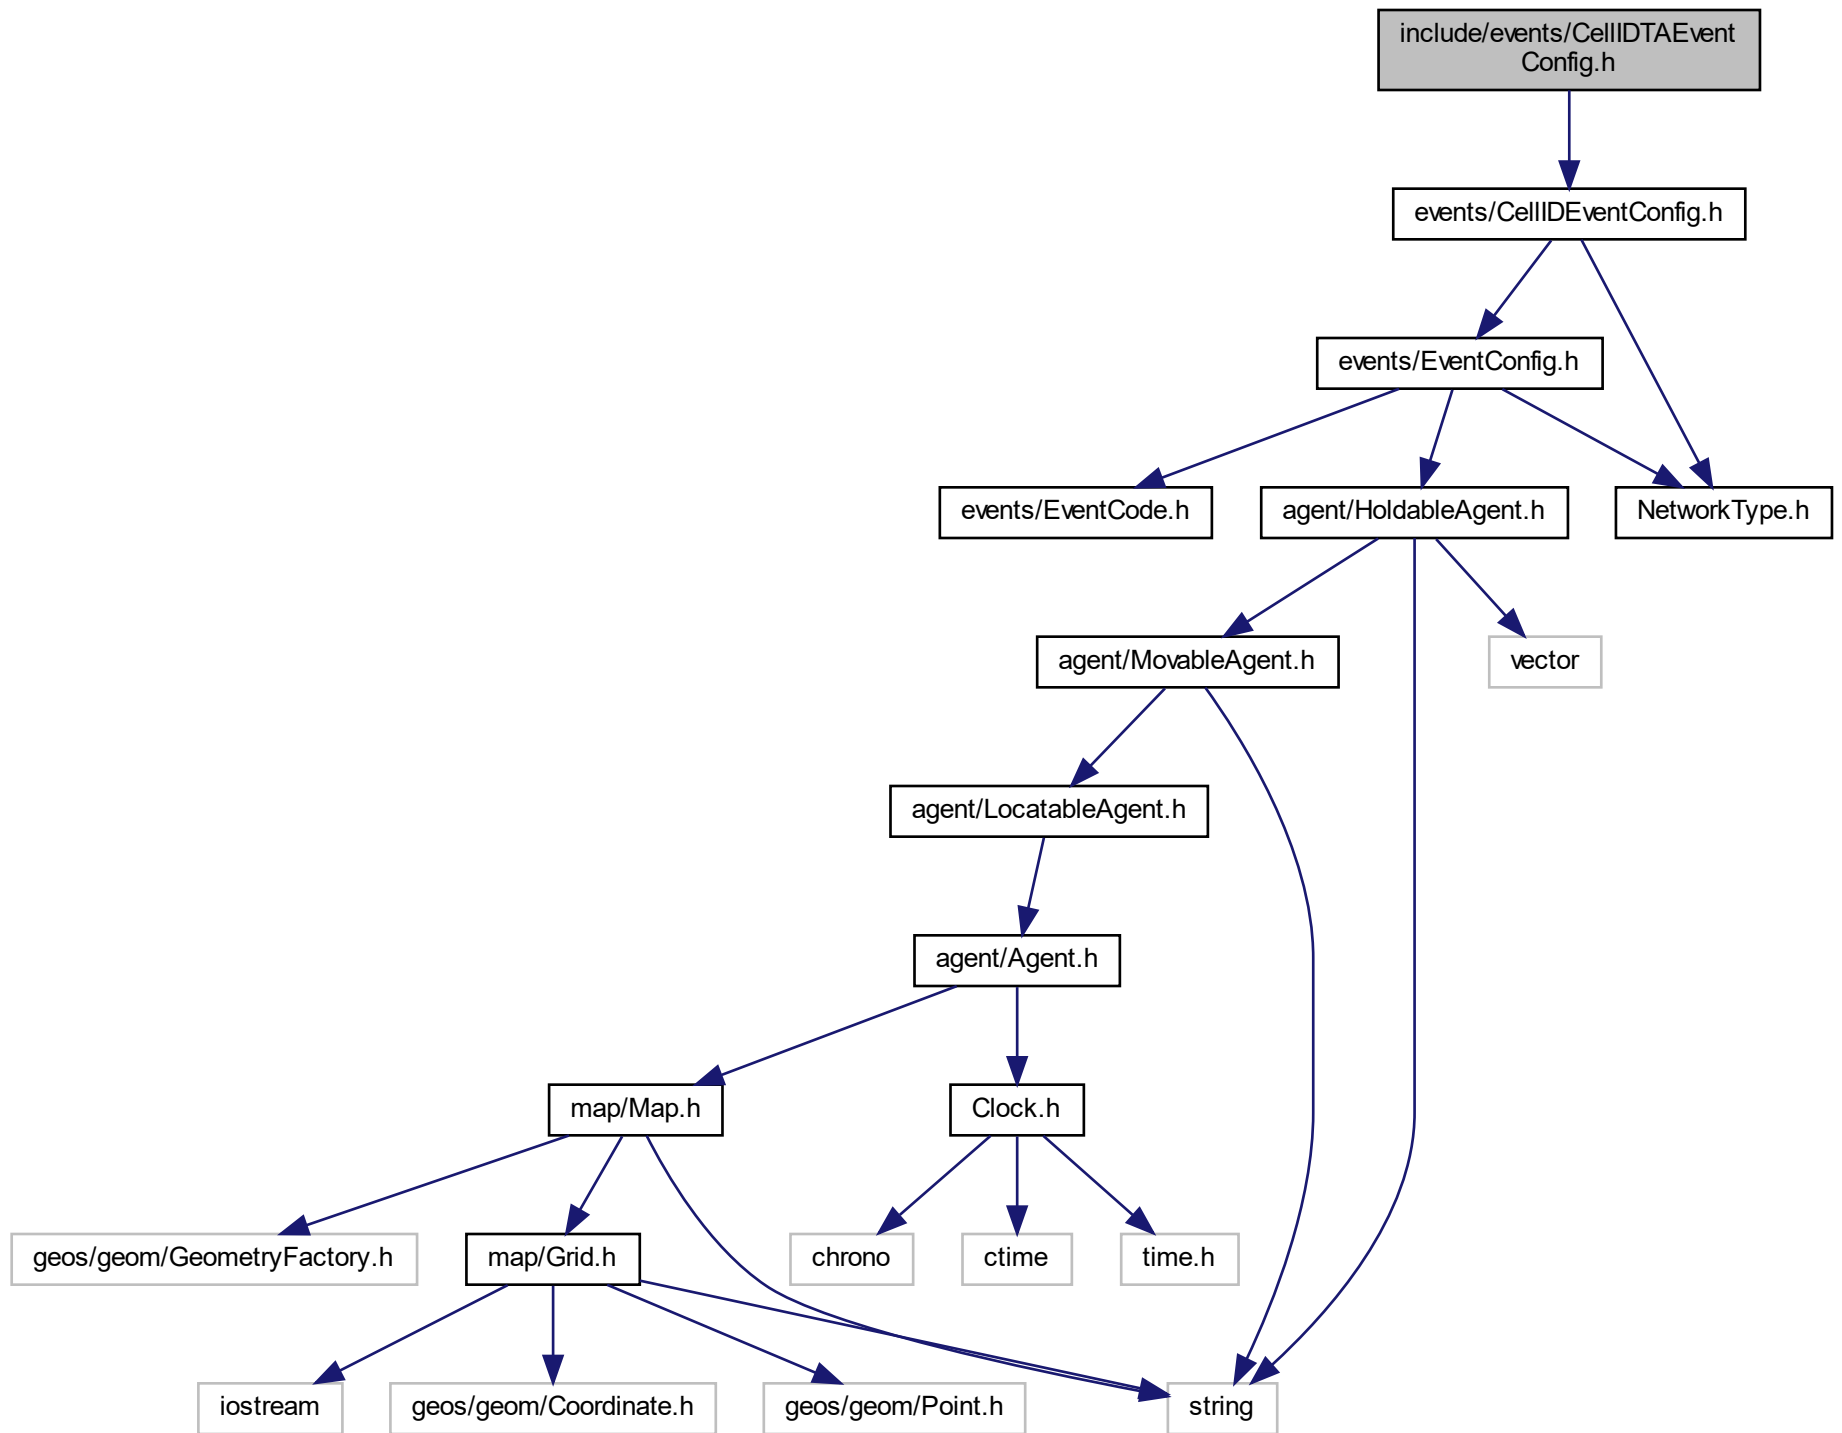 include/events/CellIDTAEvent
Config.h
events/CellIDEventConfig.h
events/EventConfig.h
events/EventCode.h
agent/HoldableAgent.h
NetworkType.h
agent/MovableAgent.h
vector
agent/LocatableAgent.h
agent/Agent.h
map/Map.h
Clock.h
geos/geom/GeometryFactory.h
map/Grid.h
chrono
ctime
time.h
iostream
geos/geom/Coordinate.h
geos/geom/Point.h
string